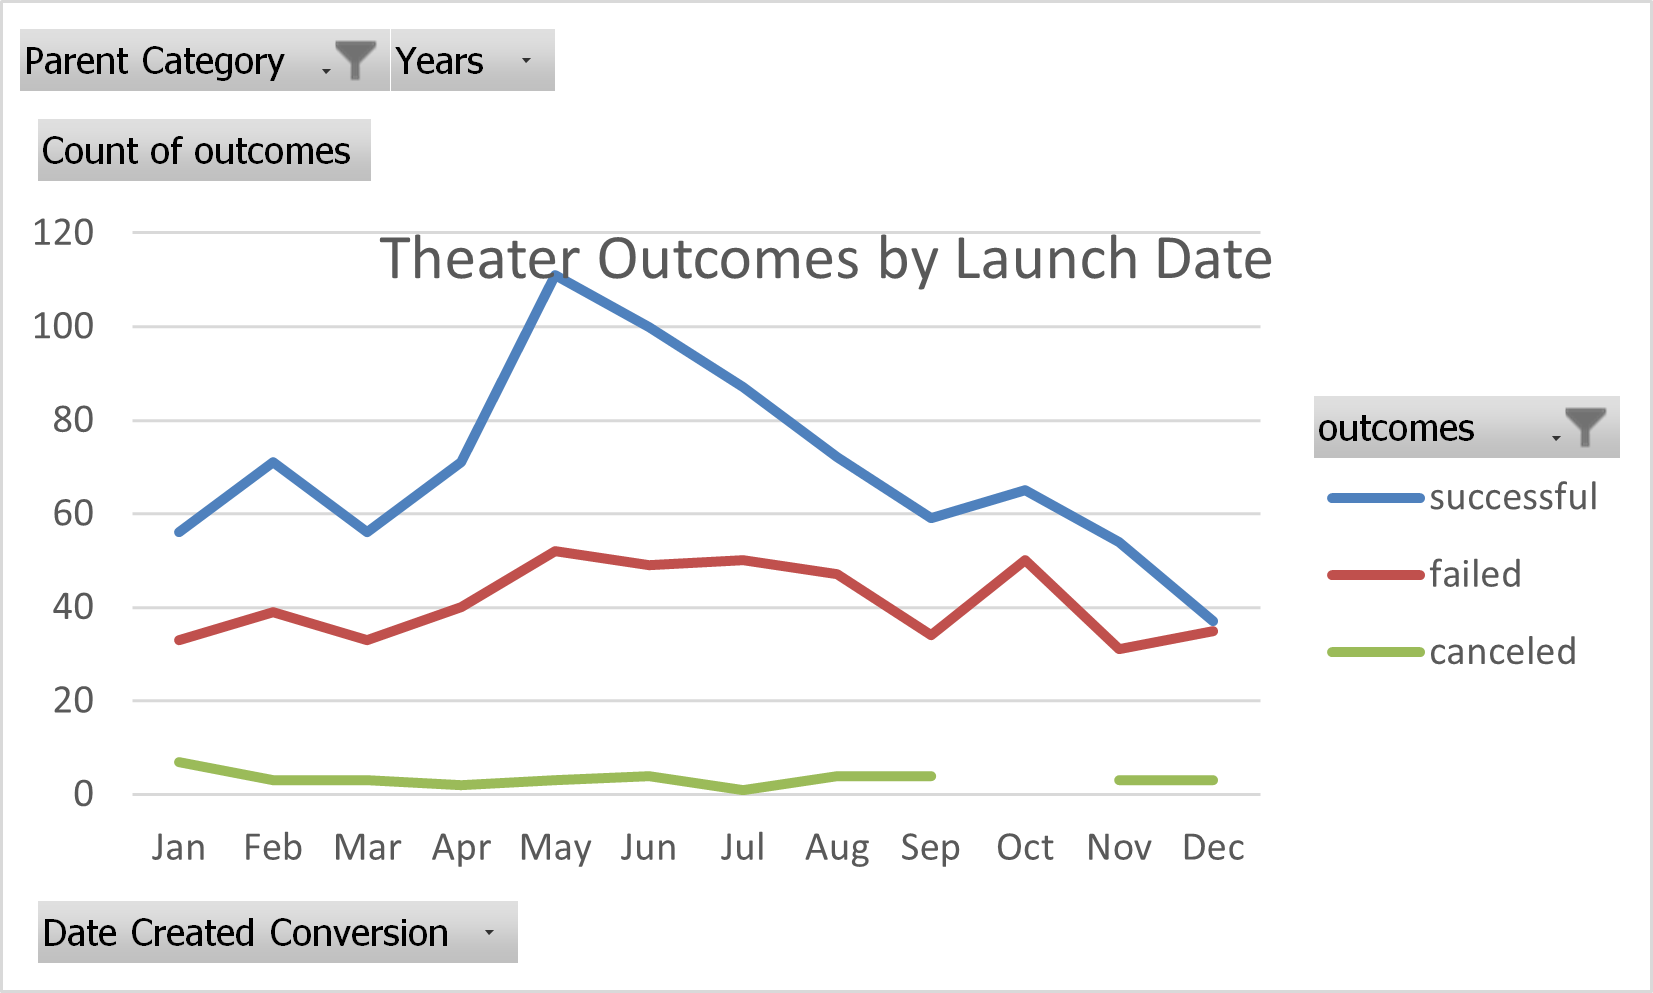 Parent Category Years
Count of outcomes
Theater Outcomes by Launch Date
120
100
80
60
40
20
0
Jan Feb Mar Apr May Jun Jul Aug Sep Oct Nov Dec
outcomes
successful
failed
canceled
Date Created Conversion